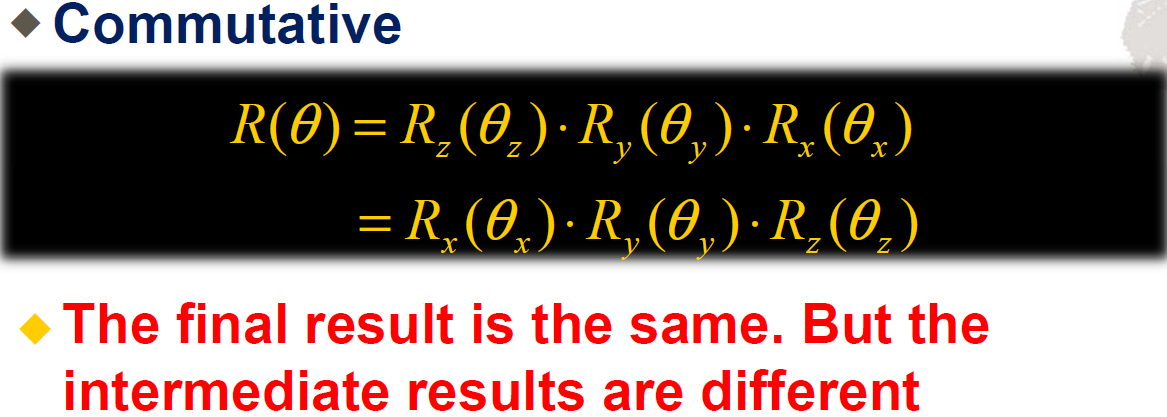 Commutative
R(θ) = R_z(θ_z) · R_y(θ_y) · R_x(θ_x)
= R_x(θ_x) · R_y(θ_y) · R_z(θ_z)
The final result is the same. But the
intermediate results are different